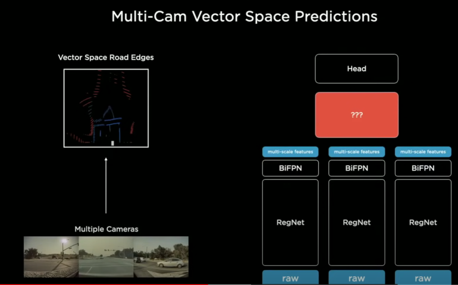 Multi-Cam Vector Space Predictions
Vector Space Road Edges
Multiple Cameras
Head
???
multi-scale features
multi-scale features
multi-scale features
BiFPN
BiFPN
BiFPN
RegNet
RegNet
RegNet
raw
raw
raw